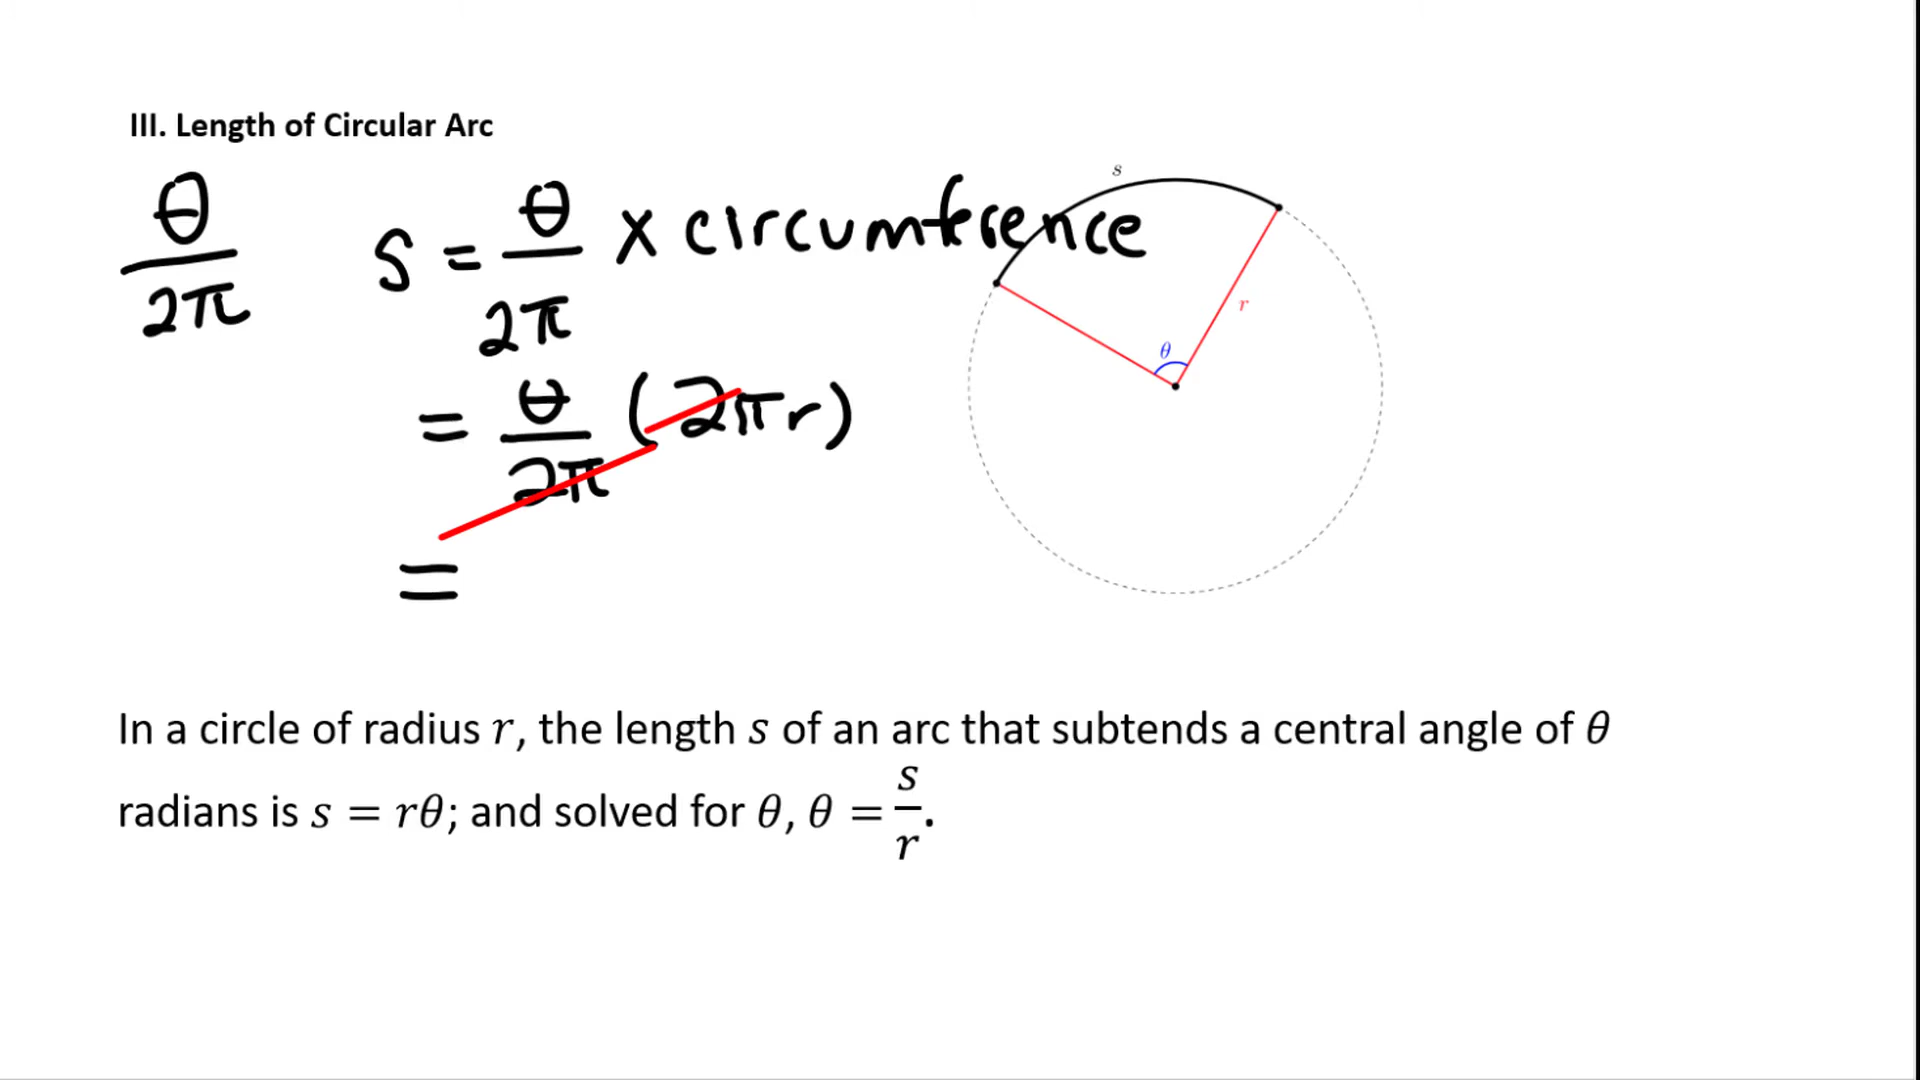 III. Length of Circular Arc
θ/2π
s = θ/2π x circumference
= θ/2π (2πr)
=
s
r
θ
In a circle of radius r, the length s of an arc that subtends a central angle of θ
radians is s = rθ; and solved for θ, θ = s/r.